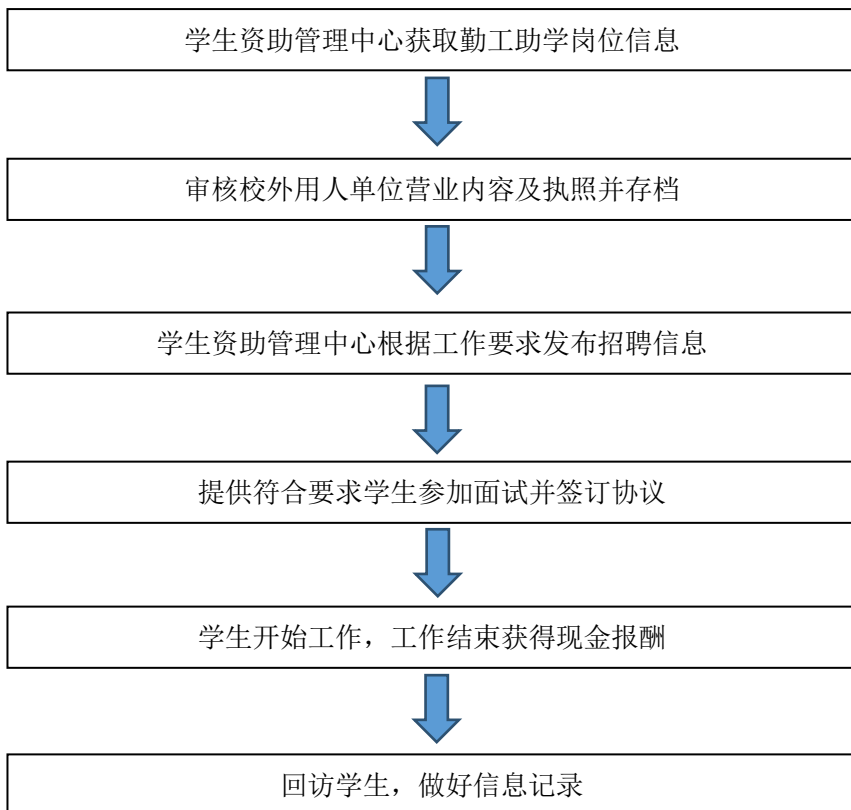 学生资助管理中心获取勤工助学岗位信息
审核校外用人单位营业内容及执照并存档
学生资助管理中心根据工作要求发布招聘信息
提供符合要求学生参加面试并签订协议
学生开始工作，工作结束获得现金报酬
回访学生，做好信息记录